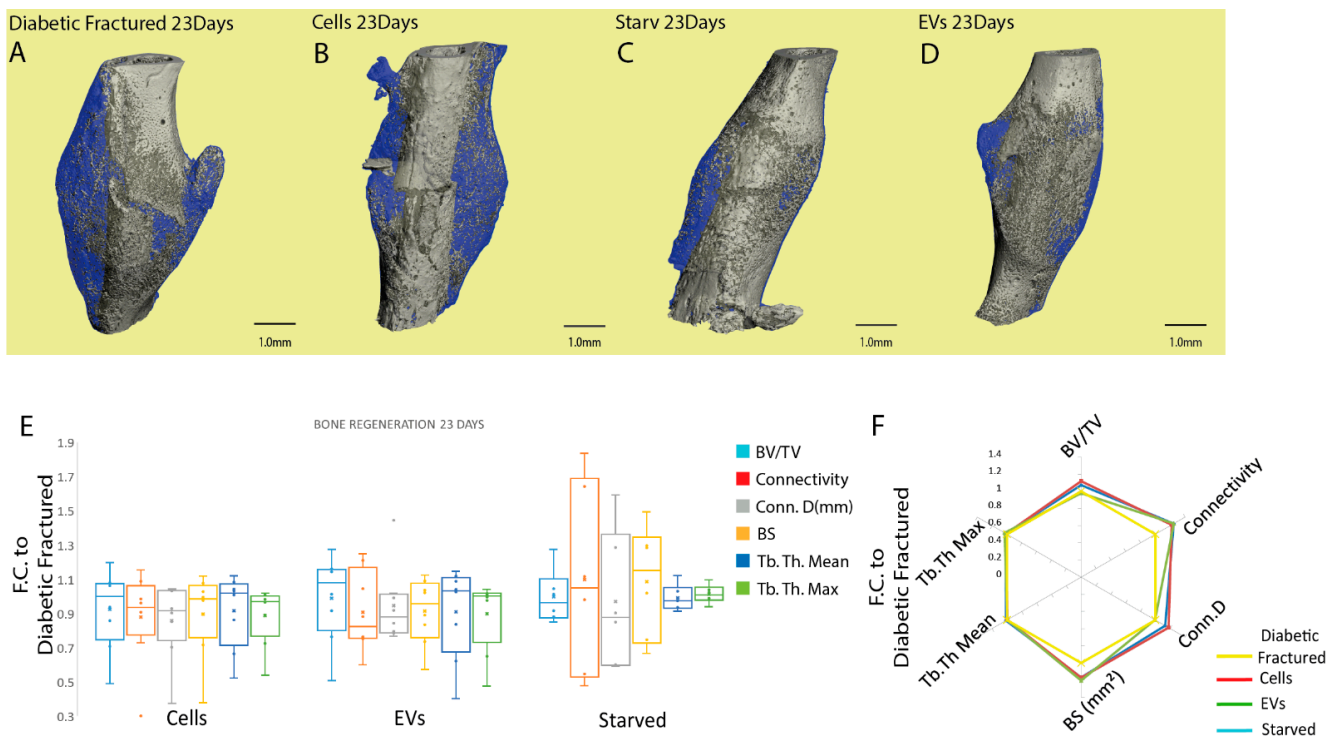 Diabetic Fractured 23Days
Cells 23Days
Starv 23Days
EVs 23Days
A
B
C
D
1.0mm
1.0mm
1.0mm
1.0mm
E
BONE REGENERATION 23 DAYS
F.C. to
Diabetic Fractured
1.9
1.7
1.5
1.3
1.1
0.9
0.7
0.5
0.3
Cells
EVs
Starved
BV/TV
Connectivity
Conn. D(mm)
BS
Tb.Th. Mean
Tb.Th. Max
F
F.C. to
Diabetic Fractured
1.4
1.2
1
0.8
0.6
0.4
0.2
0
BV/TV
Connectivity
Conn.D
BS (mm²)
Tb.Th Mean
Tb.Th Max
Diabetic
Fractured
Cells
EVs
Starved